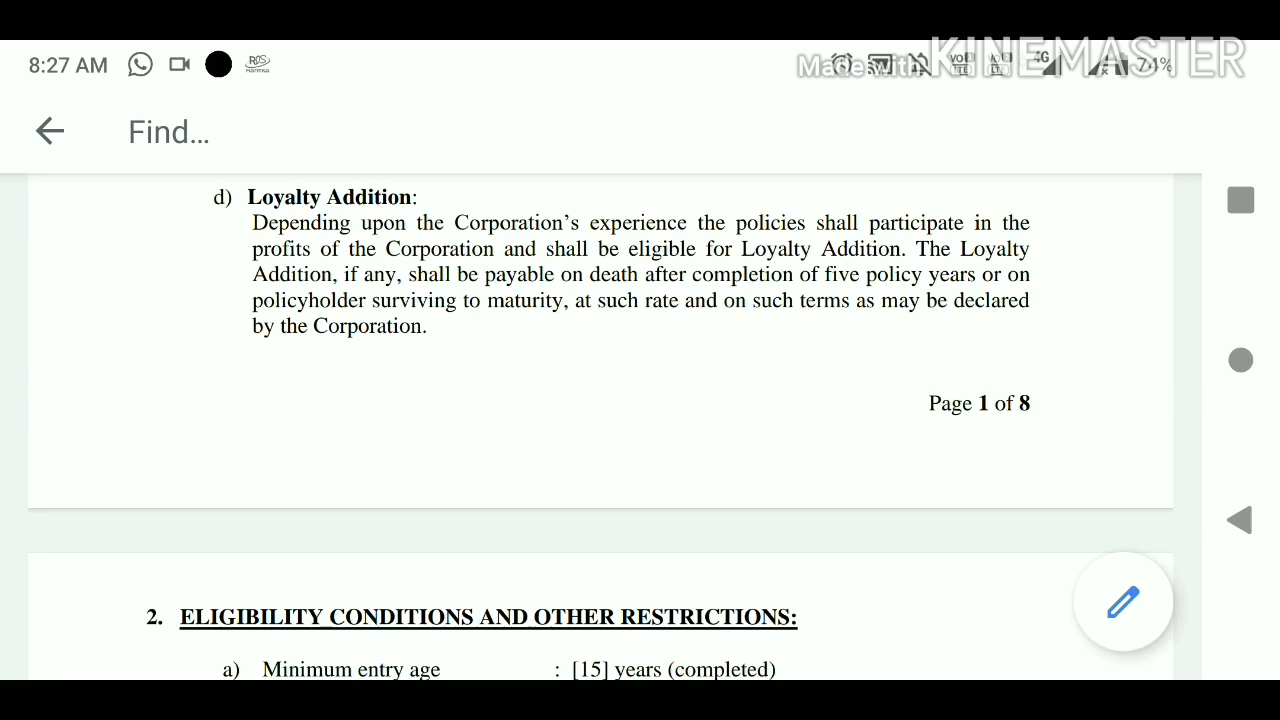 8:27 AM
RDS
MANTRA
Made with KINEMASTER
4G
74%
Find...
d) Loyalty Addition:
Depending upon the Corporation's experience the policies shall participate in the
profits of the Corporation and shall be eligible for Loyalty Addition. The Loyalty
Addition, if any, shall be payable on death after completion of five policy years or on
policyholder surviving to maturity, at such rate and on such terms as may be declared
by the Corporation.
Page 1 of 8
2. ELIGIBILITY CONDITIONS AND OTHER RESTRICTIONS:
a) Minimum entry age : [15] years (completed)